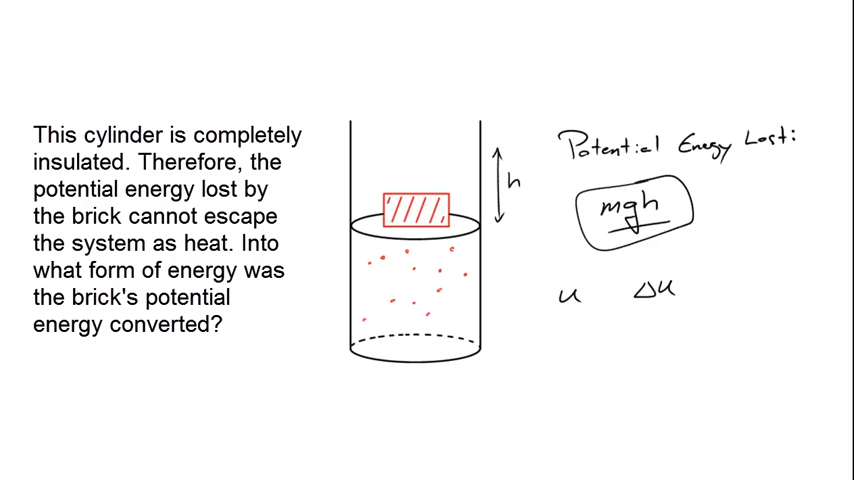 This cylinder is completely
insulated. Therefore, the
potential energy lost by
the brick cannot escape
the system as heat. Into
what form of energy was
the brick's potential
energy converted?
h
Potential Energy Lost:
mgh
u Δu